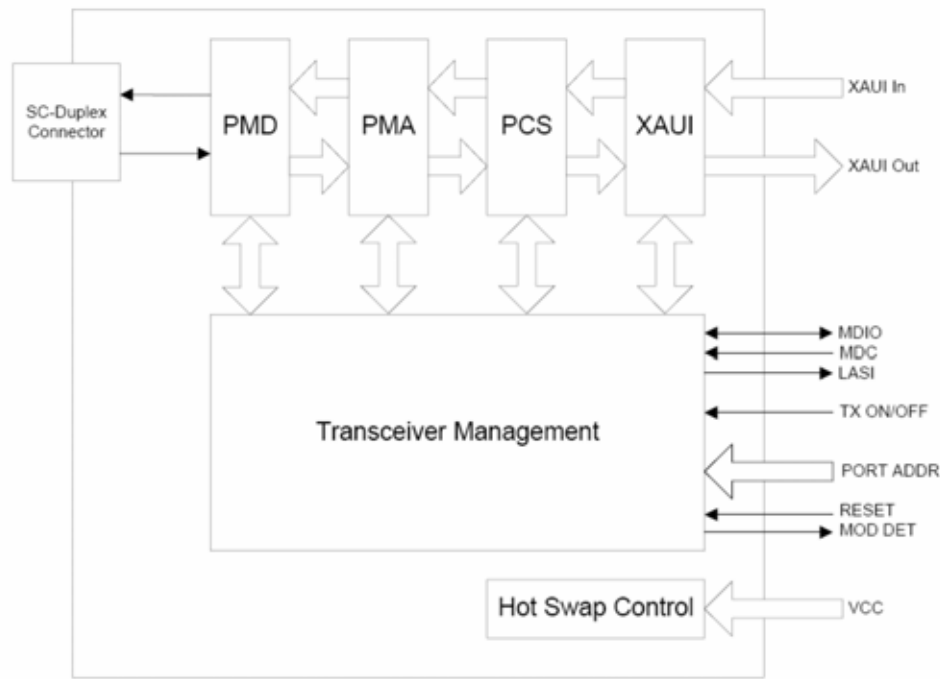 SC-Duplex
Connector
PMD
PMA
PCS
XAUI
XAUI In
XAUI Out
Transceiver Management
MDIO
MDC
LASI
TX ON/OFF
PORT ADDR
RESET
MOD DET
Hot Swap Control
VCC